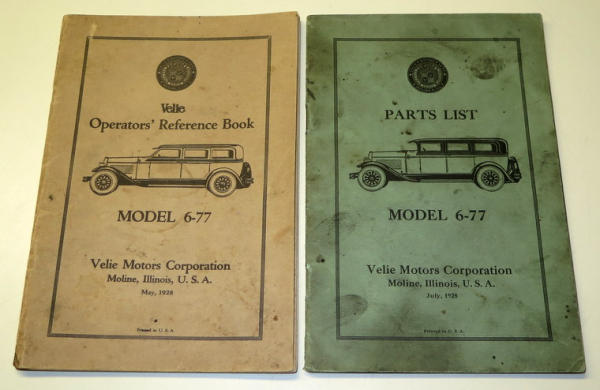 Velie
Operators' Reference Book
MODEL 6-77
Velie Motors Corporation
Moline, Illinois, U. S. A.
May, 1928
Printed in U. S. A.
PARTS LIST
MODEL 6-77
Velie Motors Corporation
Moline, Illinois, U. S. A.
July, 1928
Printed in U. S. A.